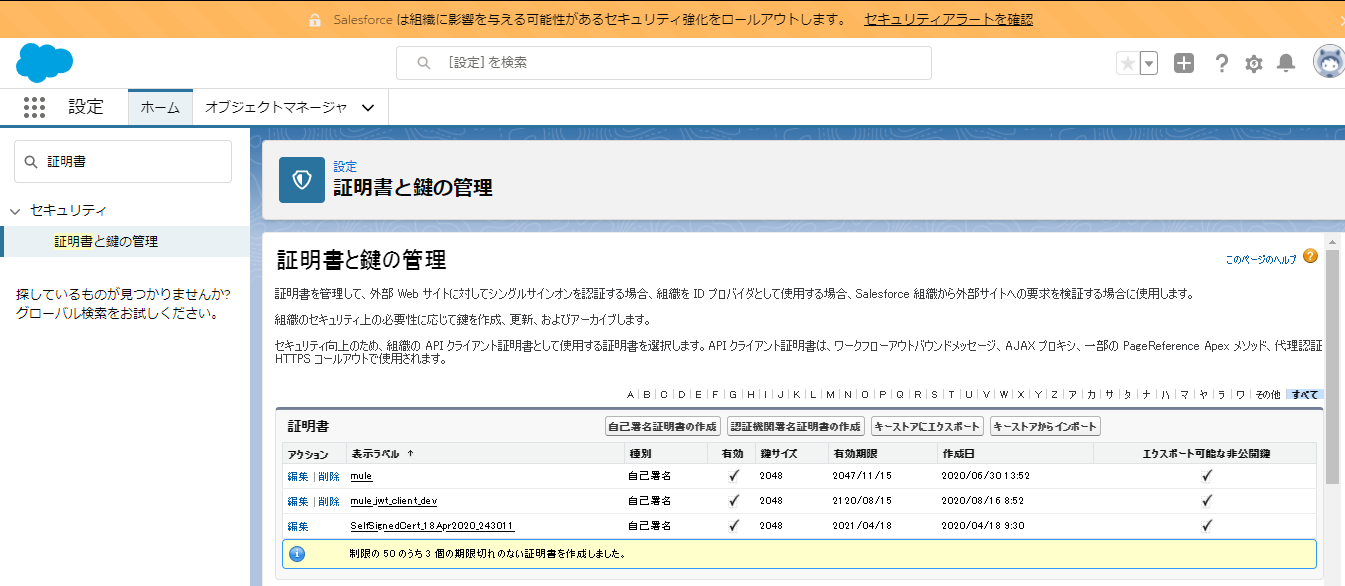 Salesforce は組織に影響を与える可能性があるセキュリティ強化をロールアウトします。 セキュリティアラートを確認
[設定] を検索
設定 ホーム オブジェクトマネージャ
証明書
セキュリティ
証明書と鍵の管理
探しているものが見つかりませんか?
グローバル検索をお試しください。
設定
証明書と鍵の管理
証明書と鍵の管理
このページのヘルプ
証明書を管理して、外部 Web サイトに対してシングルサインオンを認証する場合、組織を ID プロバイダとして使用する場合、Salesforce 組織から外部サイトへの要求を検証する場合に使用します。
組織のセキュリティ上の必要性に応じて鍵を作成、更新、およびアーカイブします。
セキュリティ向上のため、組織の API クライアント証明書として使用する証明書を選択します。API クライアント証明書は、ワークフローアウトバウンドメッセージ、AJAX プロキシ、一部の PageReference Apex メソッド、代理認証
HTTPS コールアウトで使用されます。
A | B | C | D | E | F | G | H | I | J | K | L | M | N | O | P | Q | R | S | T | U | V | W | X | Y | Z | ア | カ | サ | タ | ナ | ハ | マ | ヤ | ラ | ワ | その他 | すべて
証明書 自己署名証明書の作成 認証機関署名証明書の作成 キーストアにエクスポート キーストアからインポート
アクション 表示ラベル ↑ 種別 有効 鍵サイズ 有効期限 作成日 エクスポート可能な非公開鍵
編集 | 削除 mule 自己署名 ✓ 2048 2047/11/15 2020/06/30 13:52 ✓
編集 | 削除 mule_jwt_client_dev 自己署名 ✓ 2048 2120/08/15 2020/08/16 8:52 ✓
編集 SelfSignedCert_18Apr2020_243011 自己署名 ✓ 2048 2021/04/18 2020/04/18 9:30 ✓
制限の 50 のうち 3 個の期限切れのない証明書を作成しました。